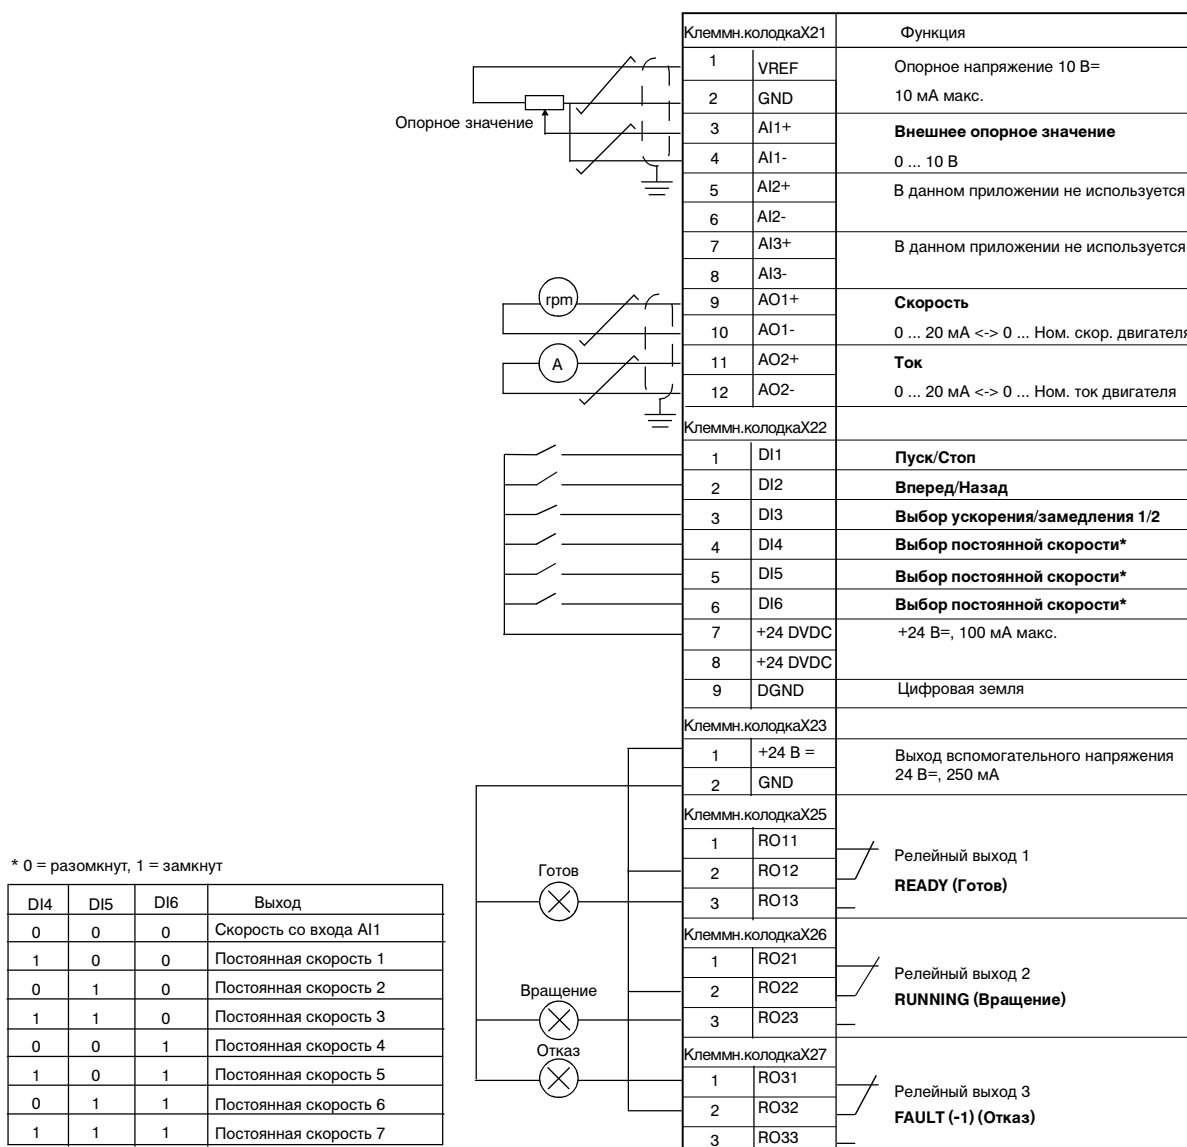 Клеммн.колодкаX21 Функция
1 VREF Опорное напряжение 10 В=
2 GND 10 мА макс.
Опорное значение
3 AI1+ Внешнее опорное значение
4 AI1- 0 ... 10 В
5 AI2+ В данном приложении не используется
6 AI2-
7 AI3+ В данном приложении не используется
8 AI3-
rpm
9 AO1+ Скорость
10 AO1- 0 ... 20 мА <-> 0 ... Ном. скор. двигателя
A
11 AO2+ Ток
12 AO2- 0 ... 20 мА <-> 0 ... Ном. ток двигателя
Клеммн.колодкаX22
1 DI1 Пуск/Стоп
2 DI2 Вперед/Назад
3 DI3 Выбор ускорения/замедления 1/2
4 DI4 Выбор постоянной скорости*
5 DI5 Выбор постоянной скорости*
6 DI6 Выбор постоянной скорости*
7 +24 DVDC +24 В=, 100 мА макс.
8 +24 DVDC
9 DGND Цифровая земля
Клеммн.колодкаX23
1 +24 В = Выход вспомогательного напряжения
2 GND 24 В=, 250 мА
Клеммн.колодкаX25
1 RO11 Релейный выход 1
Готов
2 RO12 READY (Готов)
3 RO13
Клеммн.колодкаX26
1 RO21 Релейный выход 2
Вращение
2 RO22 RUNNING (Вращение)
3 RO23
Отказ
Клеммн.колодкаX27
1 RO31 Релейный выход 3
2 RO32 FAULT (-1) (Отказ)
3 RO33
* 0 = разомкнут, 1 = замкнут
DI4 DI5 DI6 Выход
0 0 0 Скорость со входа AI1
1 0 0 Постоянная скорость 1
0 1 0 Постоянная скорость 2
1 1 0 Постоянная скорость 3
0 0 1 Постоянная скорость 4
1 0 1 Постоянная скорость 5
0 1 1 Постоянная скорость 6
1 1 1 Постоянная скорость 7